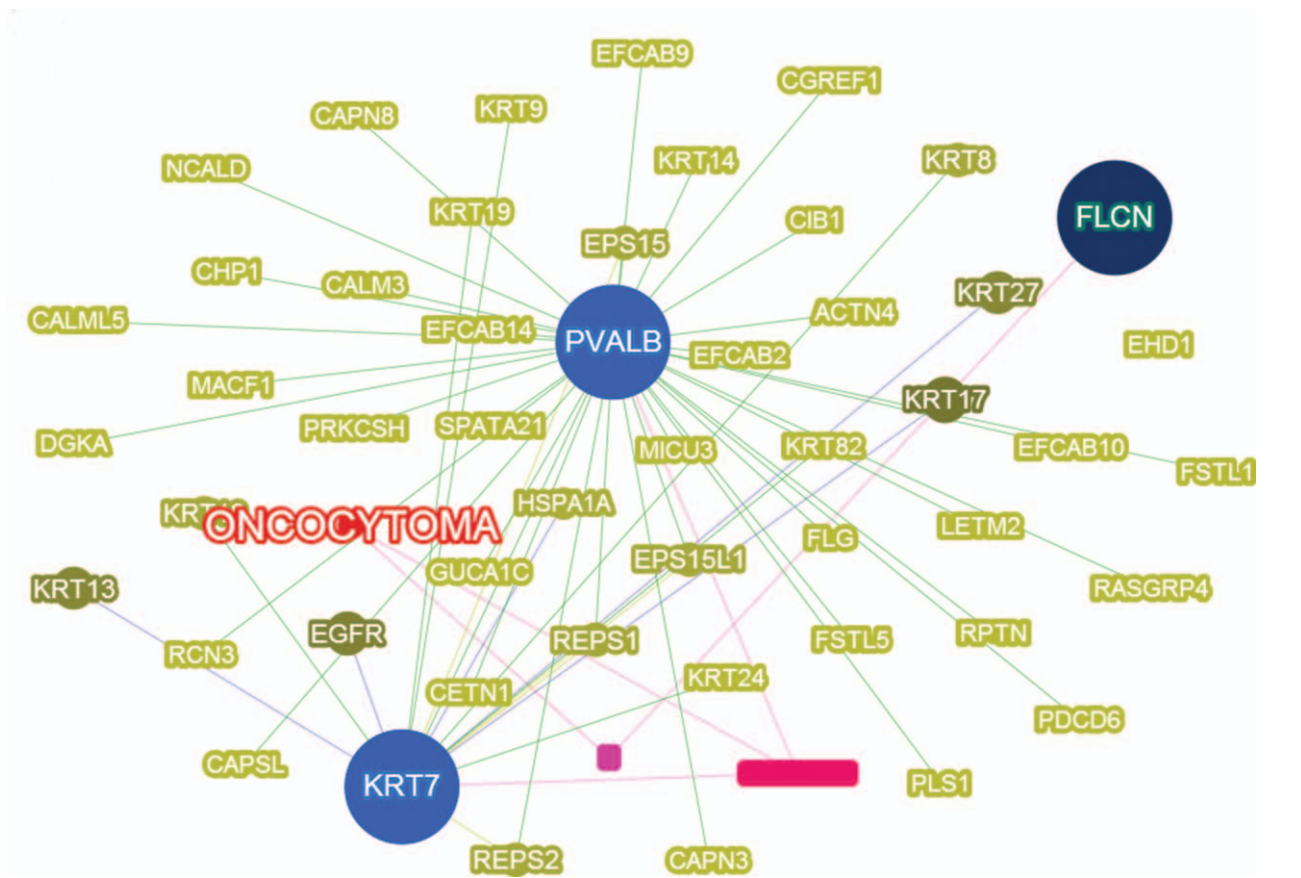 EFCAB9
CGREF1
CAPN8
KRT9
NCALD
KRT14
KRT8
KRT19
CIB1
FLCN
EPS15
CHP1
CALM3
KRT27
CALML5
EFCAB14
PVALB
ACTN4
EFCAB2
EHD1
MACF1
KRT17
DGKA
PRKCSH
SPATA21
MICU3
KRT82
EFCAB10
FSTL1
HSPA1A
ONCOCYTOMA
LETM2
FLG
EPS15L1
GUCA1C
KRT13
RASGRP4
EGFR
REPS1
FSTL5
RPTN
RCN3
KRT24
CETN1
PDCD6
CAPSL
KRT7
PLS1
REPS2
CAPN3